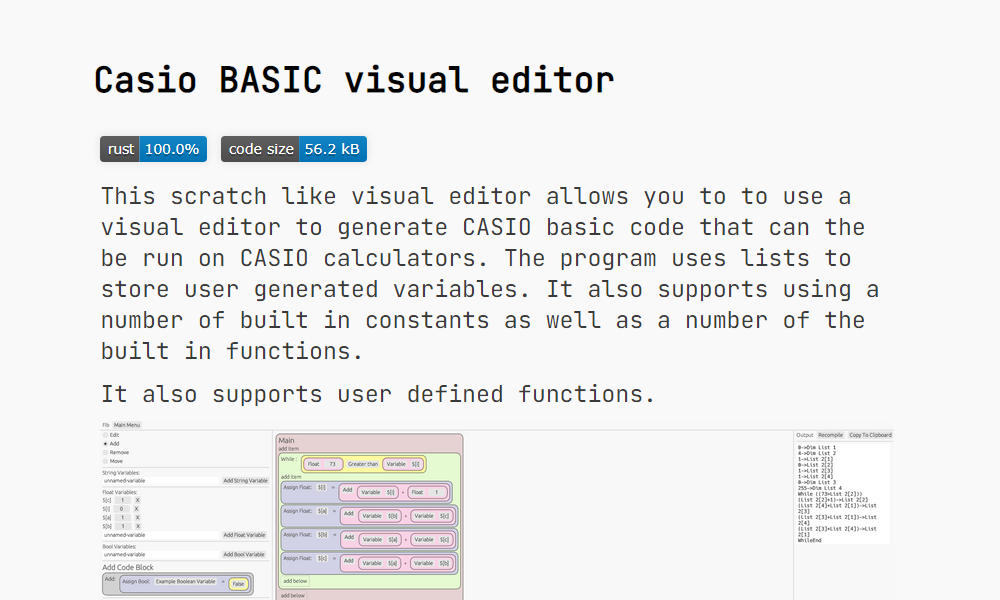 Casio BASIC visual editor
rust 100.0% code size 56.2 kB
This scratch like visual editor allows you to to use a
visual editor to generate CASIO basic code that can the
be run on CASIO calculators. The program uses lists to
store user generated variables. It also supports using a
number of built in constants as well as a number of the
built in functions.
It also supports user defined functions.
Fib Main Menu
Edit
Add
Remove
Move
String Variables:
unnamed-variable Add String Variable
Float Variables:
S[c] 1 X
S[i] 0 X
S[a] 1 X
S[b] 1 X
unnamed-variable Add Float Variable
Bool Variables:
unnamed-variable Add Bool Variable
Add Code Block
Add: Assign Bool: Example Boolean Variable = False
Main
add item
While : Float 73 Greater than Variable S[i]
add item
Assign Float: S[i] = Add Variable S[i] + Float 1
Assign Float: S[a] = Add Variable S[b] + Variable S[c]
Assign Float: S[b] = Add Variable S[a] + Variable S[c]
Assign Float: S[c] = Add Variable S[a] + Variable S[b]
add below
add below
Output Recompile Copy To Clipboard
0->Dim List 1
4->Dim List 2
1->List 2[1]
0->List 2[2]
1->List 2[3]
1->List 2[4]
0->Dim List 3
255->Dim List 4
While ((73>List 2[2]))
(List 2[2]+1)->List 2[2]
(List 2[4]+List 2[1])->List
2[3]
(List 2[3]+List 2[1])->List
2[4]
(List 2[3]+List 2[4])->List
2[1]
WhileEnd